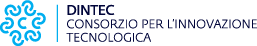 DINTEC
CONSORZIO PER L'INNOVAZIONE
TECNOLOGICA